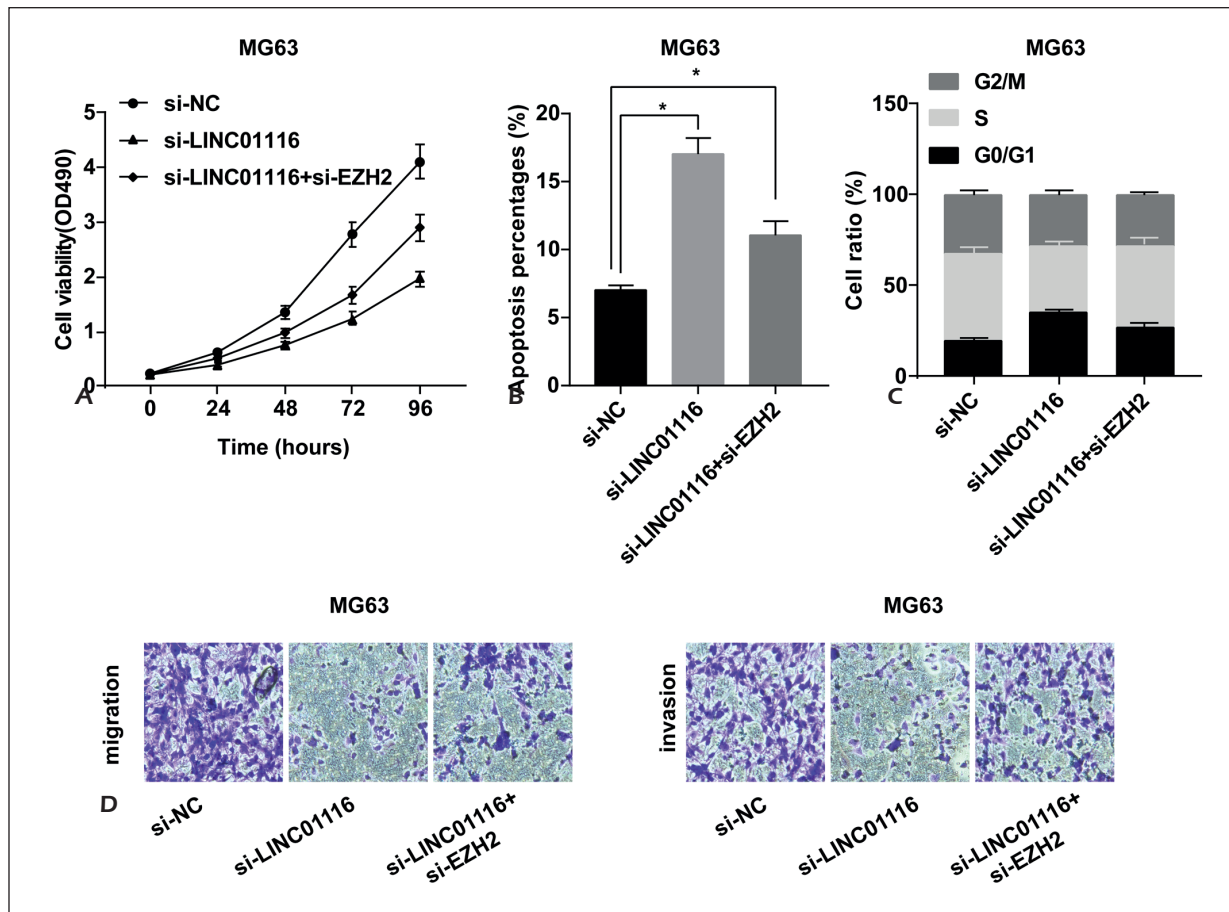 MG63
si-NC
si-LINC01116
si-LINC01116+si-EZH2
Cell viability(OD490)
5
4
3
2
1
0
0 24 48 72 96
Time (hours)
A
MG63
*
*
Apoptosis percentages (%)
20
15
10
5
0
si-NC
si-LINC01116
si-LINC01116+si-EZH2
B
MG63
G2/M
S
G0/G1
Cell ratio (%)
150
100
50
0
si-NC
si-LINC01116
si-LINC01116+si-EZH2
C
MG63
migration
si-NC
si-LINC01116
si-LINC01116+
si-EZH2
D
MG63
invasion
si-NC
si-LINC01116
si-LINC01116+
si-EZH2